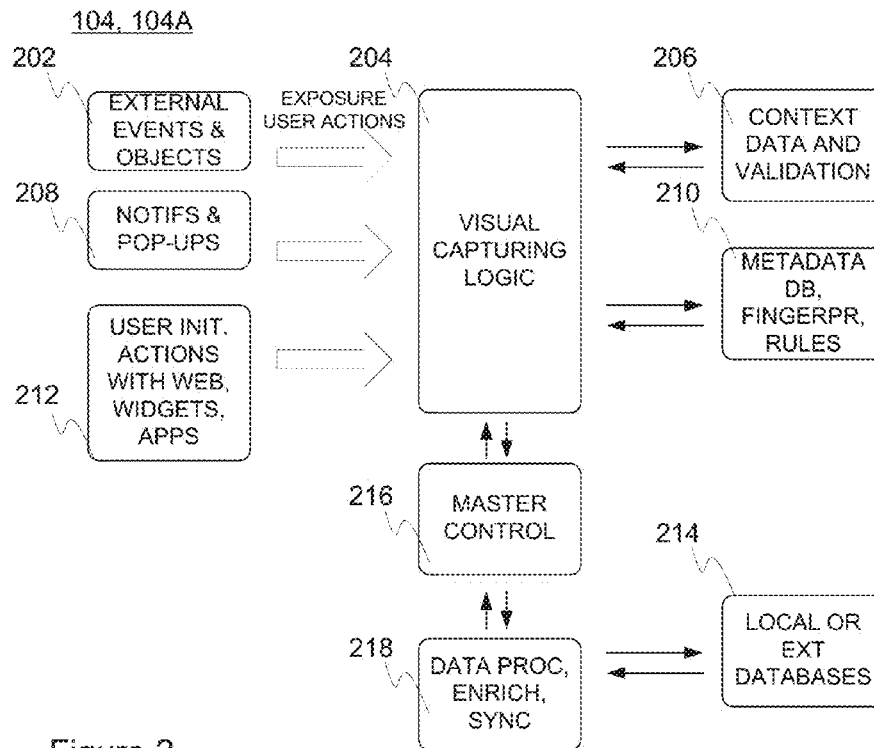 104, 104A
202
204
206
EXTERNAL
EVENTS &
OBJECTS
EXPOSURE
USER ACTIONS
CONTEXT
DATA AND
VALIDATION
208
NOTIFS &
POP-UPS
VISUAL
CAPTURING
LOGIC
210
METADATA
DB,
FINGERPR,
RULES
212
USER INIT.
ACTIONS
WITH WEB,
WIDGETS,
APPS
216
MASTER
CONTROL
214
LOCAL OR
EXT
DATABASES
218
DATA PROC,
ENRICH,
SYNC